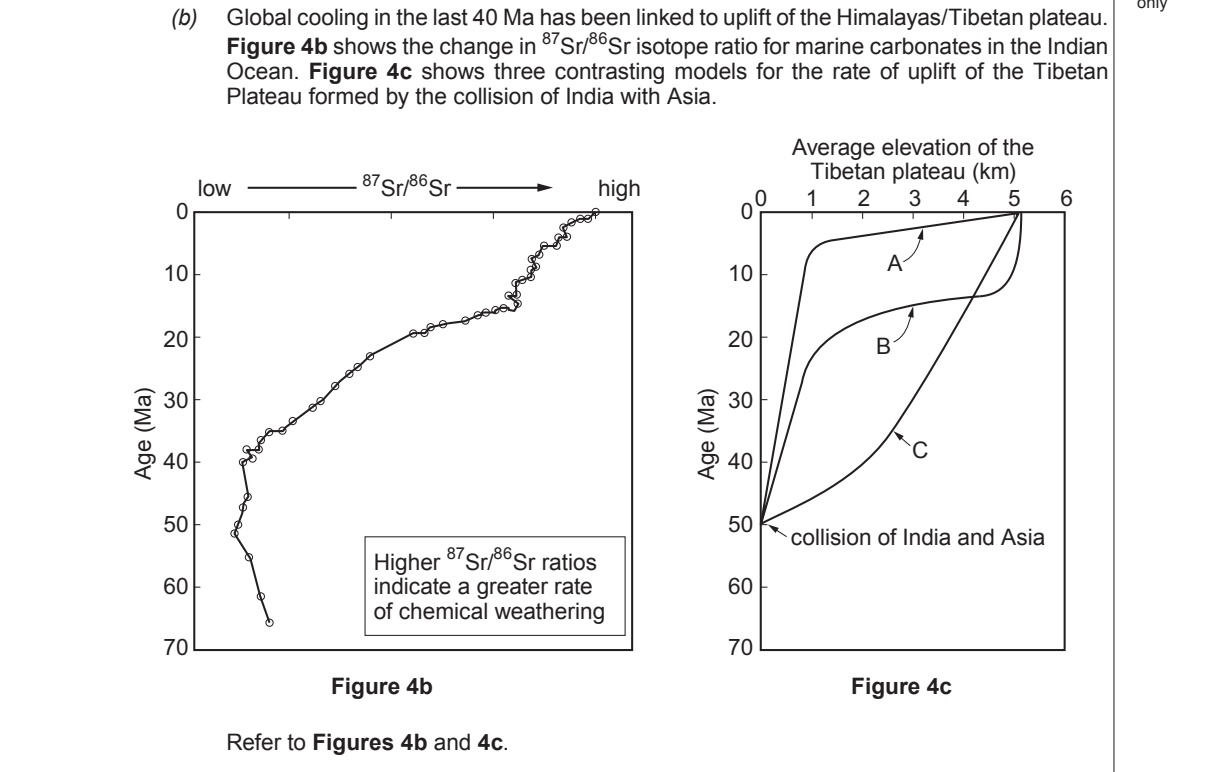 only
(b) Global cooling in the last 40 Ma has been linked to uplift of the Himalayas/Tibetan plateau.
Figure 4b shows the change in ⁸⁷Sr/⁸⁶Sr isotope ratio for marine carbonates in the Indian
Ocean. Figure 4c shows three contrasting models for the rate of uplift of the Tibetan
Plateau formed by the collision of India with Asia.
low ⁸⁷Sr/⁸⁶Sr high
0
10
20
30
40
50
60
70
Age (Ma)
Higher ⁸⁷Sr/⁸⁶Sr ratios
indicate a greater rate
of chemical weathering
Figure 4b
Average elevation of the
Tibetan plateau (km)
0 1 2 3 4 5 6
0
10
20
30
40
50
60
70
Age (Ma)
A
B
C
collision of India and Asia
Figure 4c
Refer to Figures 4b and 4c.